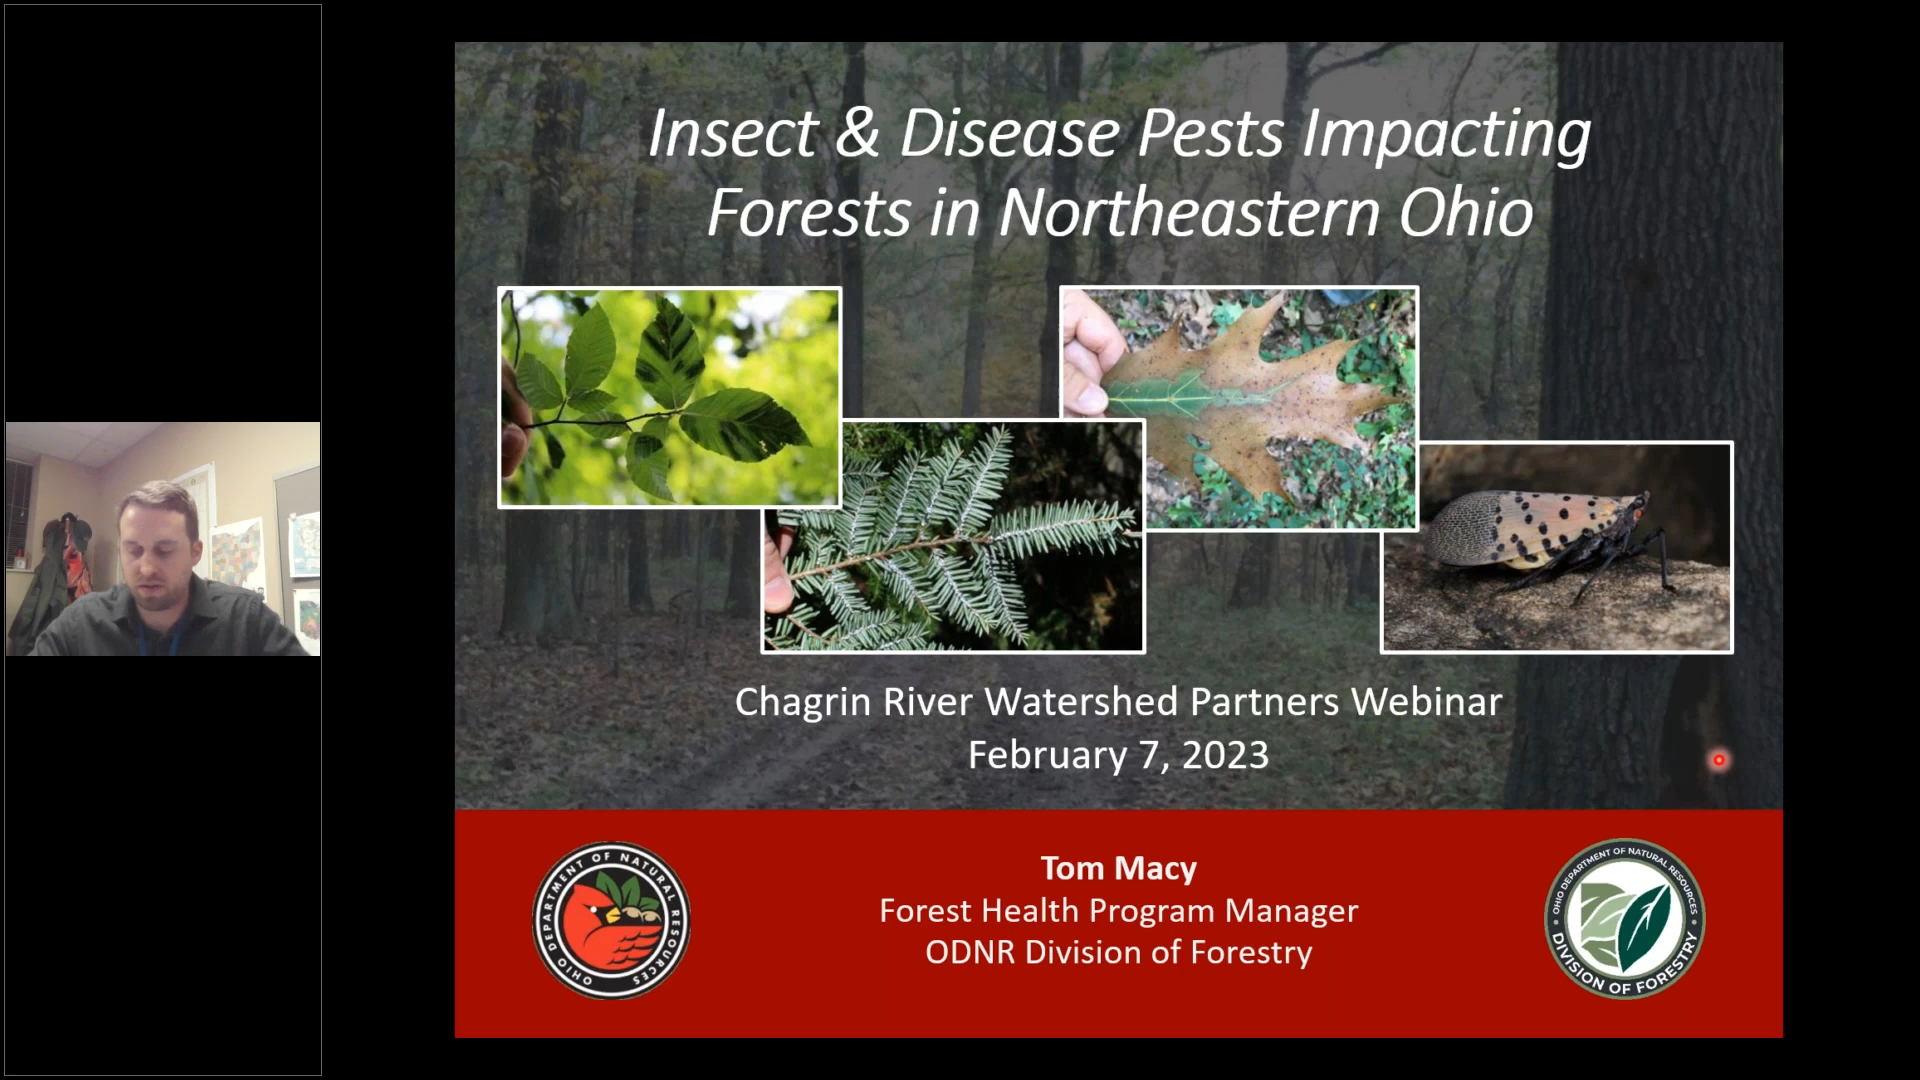 Insect & Disease Pests Impacting
Forests in Northeastern Ohio
Chagrin River Watershed Partners Webinar
February 7, 2023
Tom Macy
Forest Health Program Manager
ODNR Division of Forestry
OHIO DEPARTMENT OF NATURAL RESOURCES
OHIO DEPARTMENT OF NATURAL RESOURCES
DIVISION OF FORESTRY